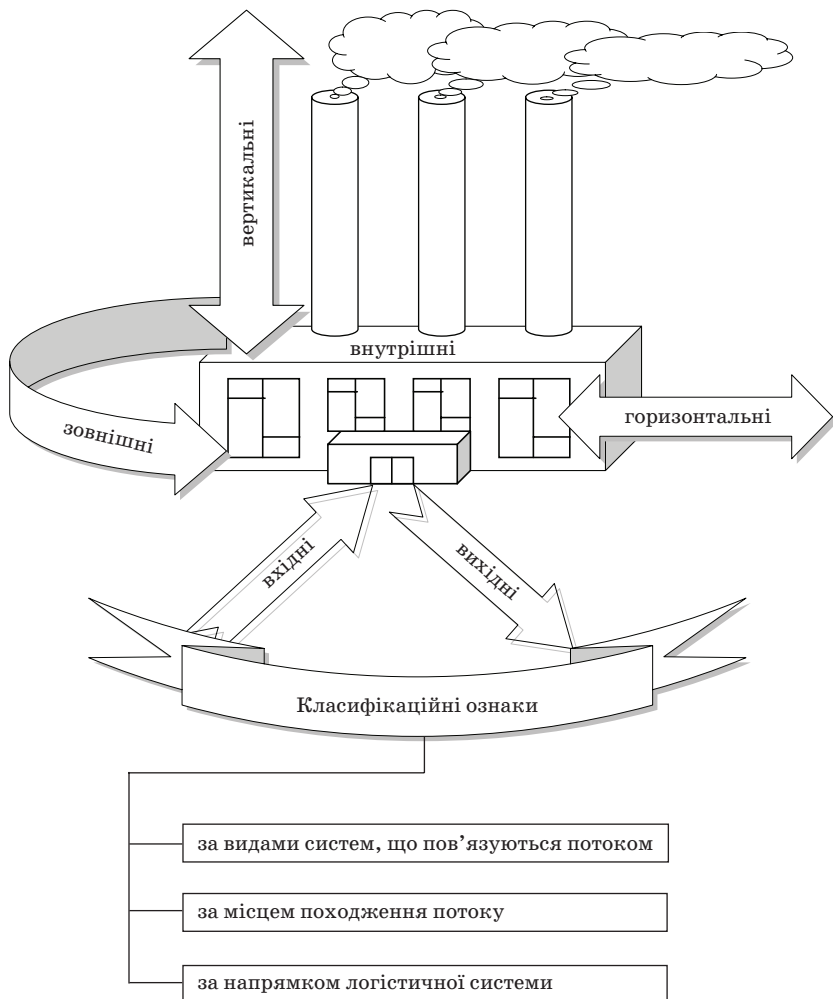 вертикальні
внутрішні
зовнішні
горизонтальні
вхідні
вихідні
Класифікаційні ознаки
за видами систем, що пов’язуються потоком
за місцем походження потоку
за напрямком логістичної системи